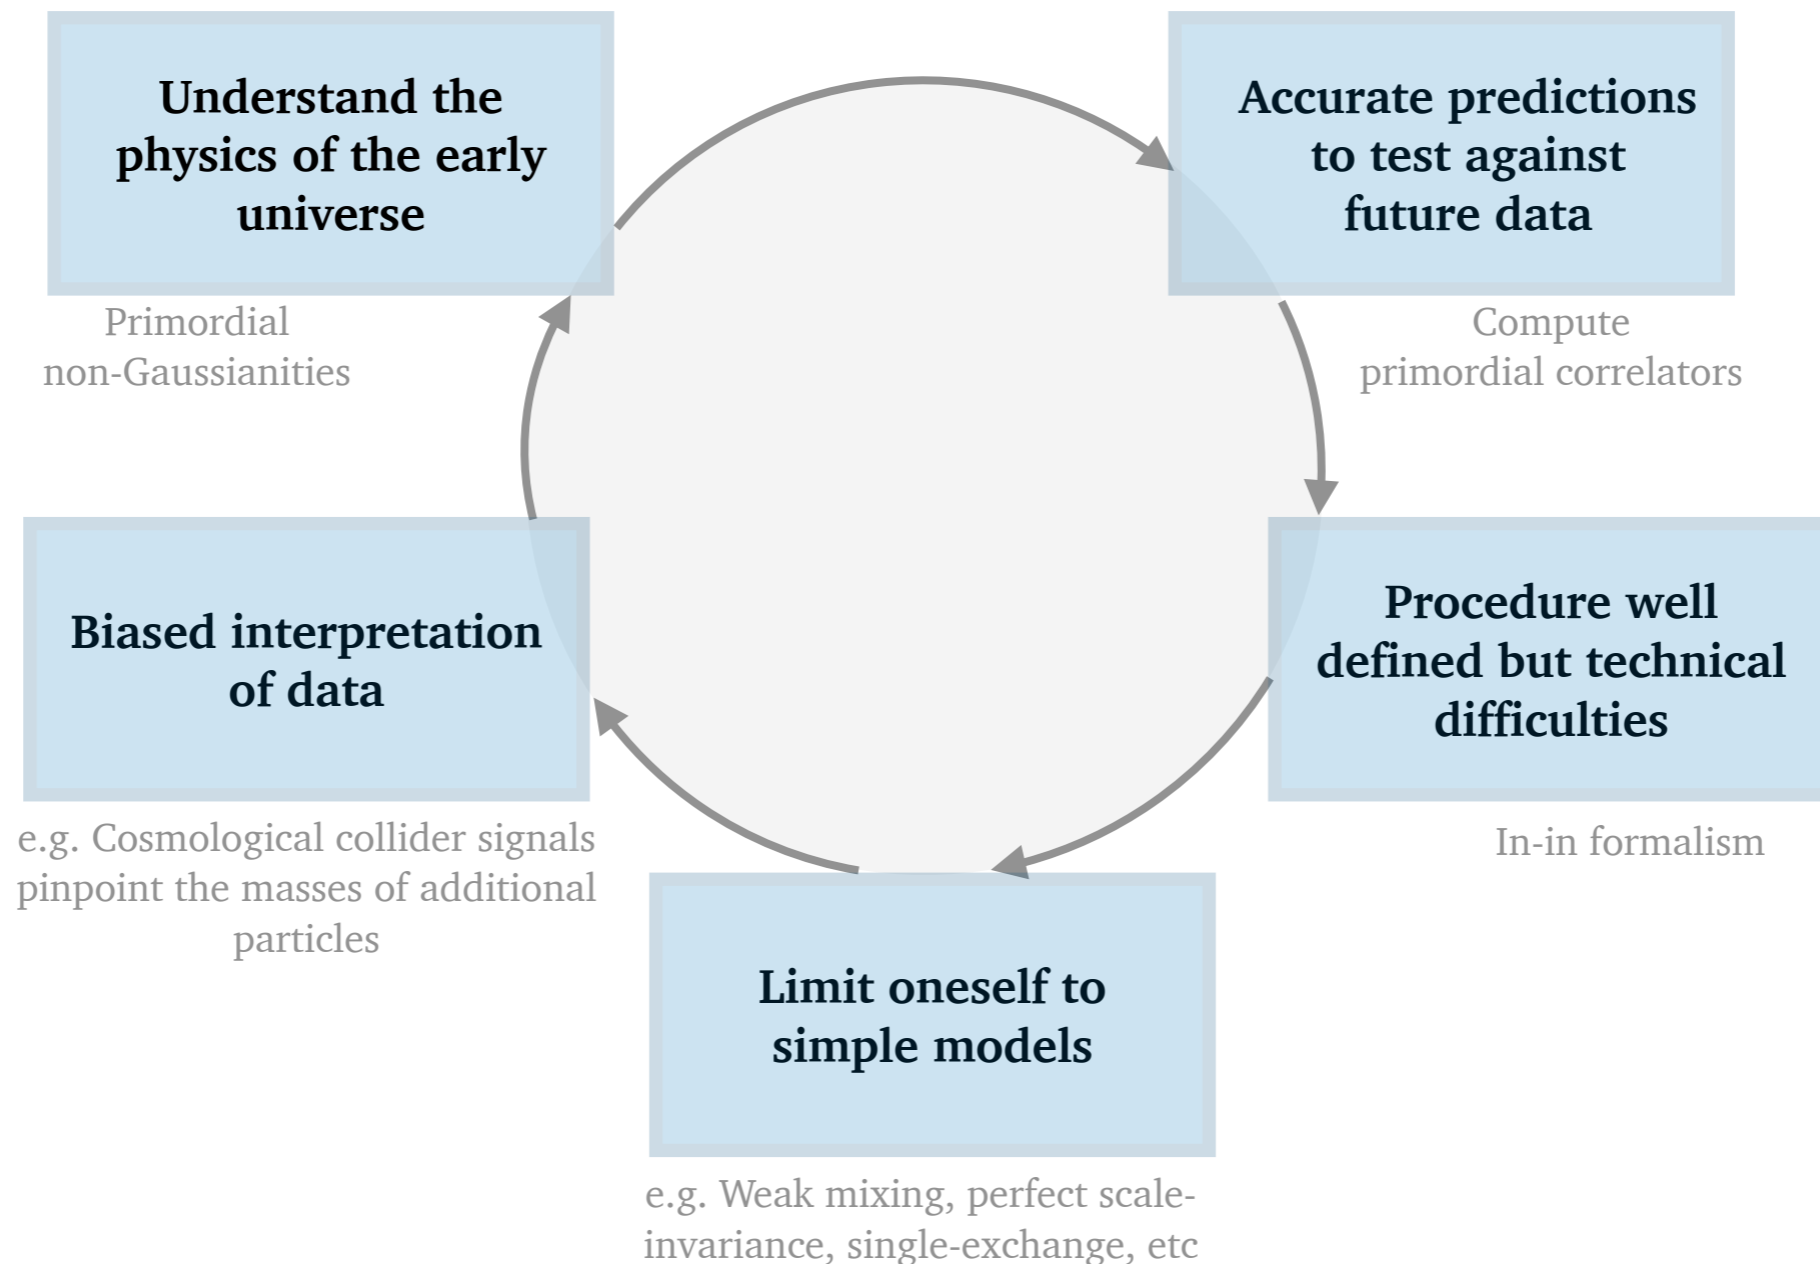 Understand the
physics of the early
universe
Primordial
non-Gaussianities
Accurate predictions
to test against
future data
Compute
primordial correlators
Procedure well
defined but technical
difficulties
In-in formalism
Limit oneself to
simple models
e.g. Weak mixing, perfect scale-
invariance, single-exchange, etc
Biased interpretation
of data
e.g. Cosmological collider signals
pinpoint the masses of additional
particles